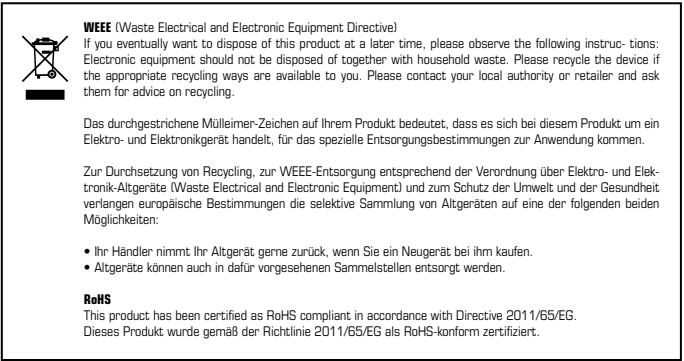 WEEE (Waste Electrical and Electronic Equipment Directive)
If you eventually want to dispose of this product at a later time, please observe the following instruc- tions:
Electronic equipment should not be disposed of together with household waste. Please recycle the device if
the appropriate recycling ways are available to you. Please contact your local authority or retailer and ask
them for advice on recycling.
Das durchgestrichene Mülleimer-Zeichen auf Ihrem Produkt bedeutet, dass es sich bei diesem Produkt um ein
Elektro- und Elektronikgerät handelt, für das spezielle Entsorgungsbestimmungen zur Anwendung kommen.
Zur Durchsetzung von Recycling, zur WEEE-Entsorgung entsprechend der Verordnung über Elektro- und Elek-
tronik-Altgeräte (Waste Electrical and Electronic Equipment) und zum Schutz der Umwelt und der Gesundheit
verlangen europäische Bestimmungen die selektive Sammlung von Altgeräten auf eine der folgenden beiden
Möglichkeiten:
• Ihr Händler nimmt Ihr Altgerät gerne zurück, wenn Sie ein Neugerät bei ihm kaufen.
• Altgeräte können auch in dafür vorgesehenen Sammelstellen entsorgt werden.
RoHS
This product has been certified as RoHS compliant in accordance with Directive 2011/65/EG.
Dieses Produkt wurde gemäß der Richtlinie 2011/65/EG als RoHS-konform zertifiziert.